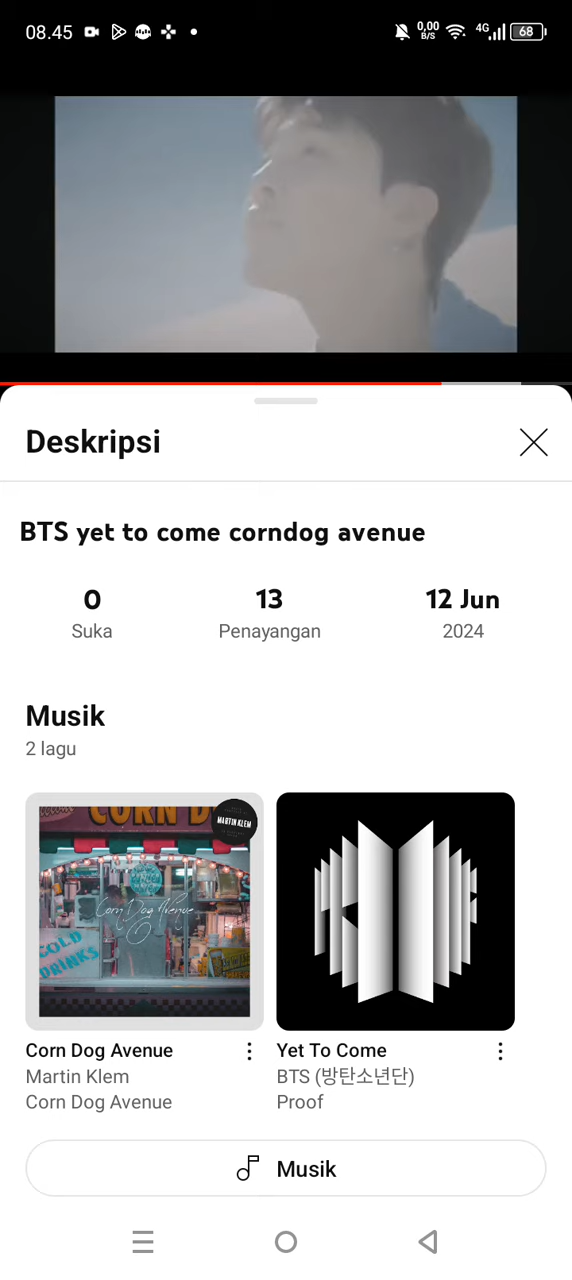 08.45
0,00
B/S
4G
68
Deskripsi
BTS yet to come corndog avenue
0
Suka
13
Penayangan
12 Jun
2024
Musik
2 lagu
CORN D
MARTIN KLEM
Corn Dog Avenue
COLD
DRINKS
Corn Dog Avenue
Martin Klem
Corn Dog Avenue
Yet To Come
BTS (방탄소년단)
Proof
Musik